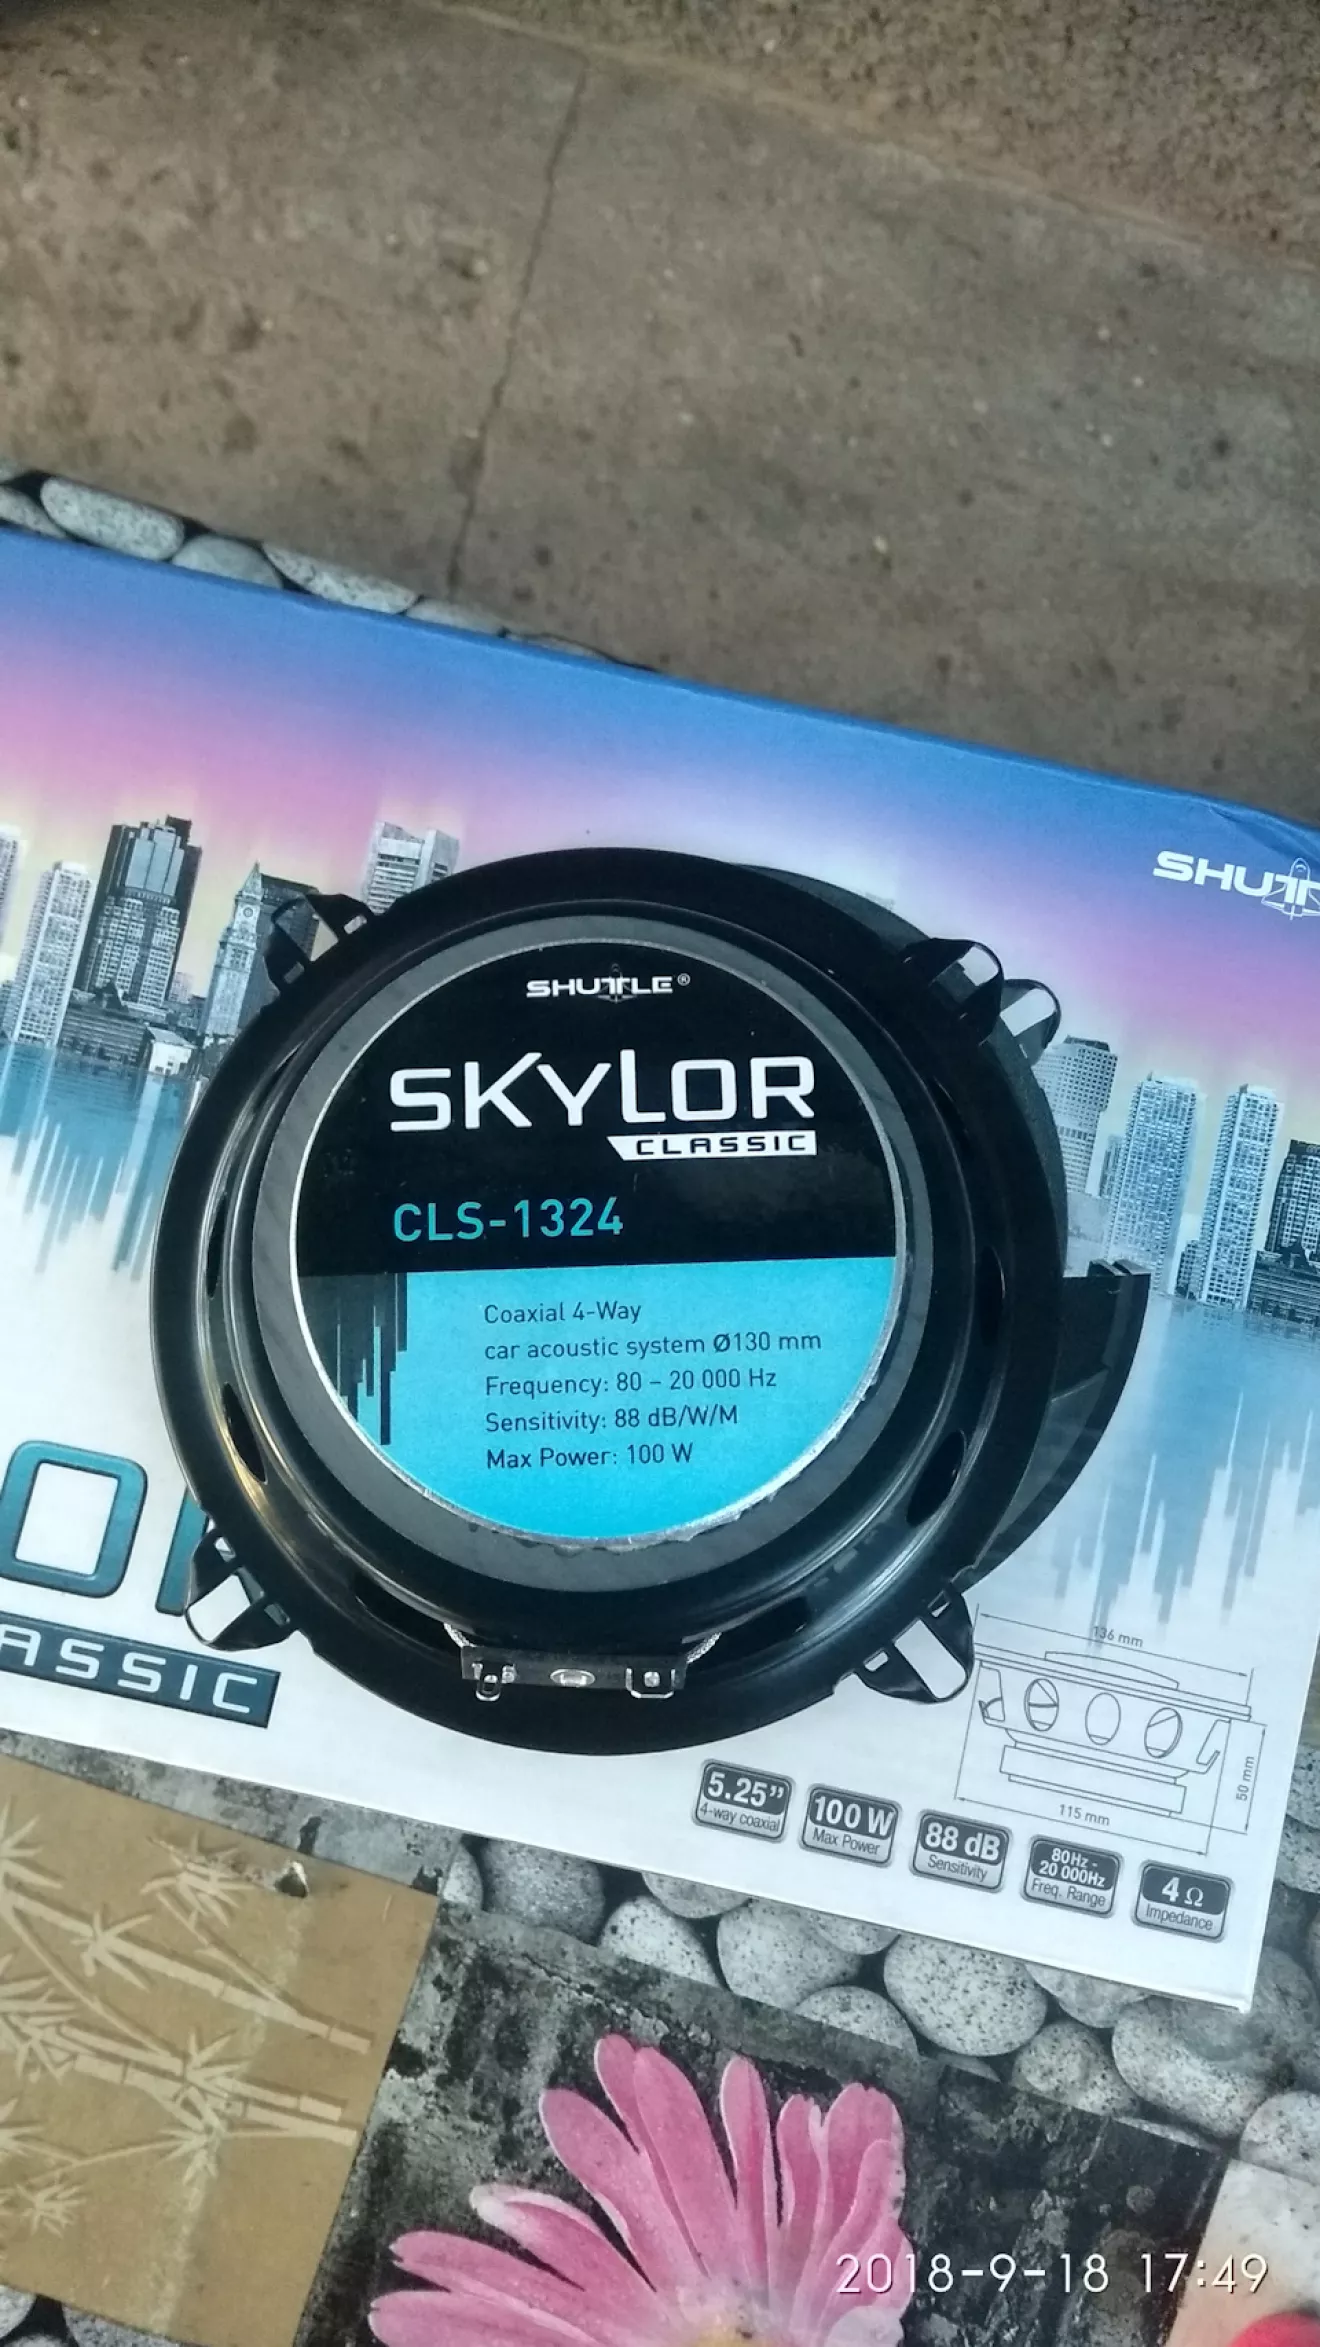 SHUTTLE
SHUTTLE®
SKYLOR
CLASSIC
CLS-1324
Coaxial 4-Way
car acoustic system Ø130 mm
Frequency: 80 – 20 000 Hz
Sensitivity: 88 dB/W/M
Max Power: 100 W
136 mm
50 mm
115 mm
5.25”
4-way coaxial
100 W
Max Power
88 dB
Sensitivity
80Hz -
20 000Hz
Freq. Range
4 Ω
Impedance
2018-9-18 17:49